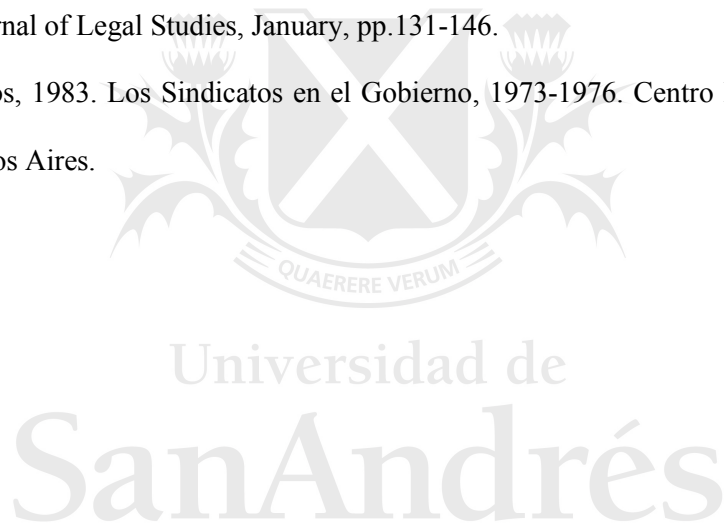 rnal of Legal Studies, January, pp.131-146.
os, 1983. Los Sindicatos en el Gobierno, 1973-1976. Centro
os Aires.
QUAERERE VERUM
Universidad de
SanAndrés